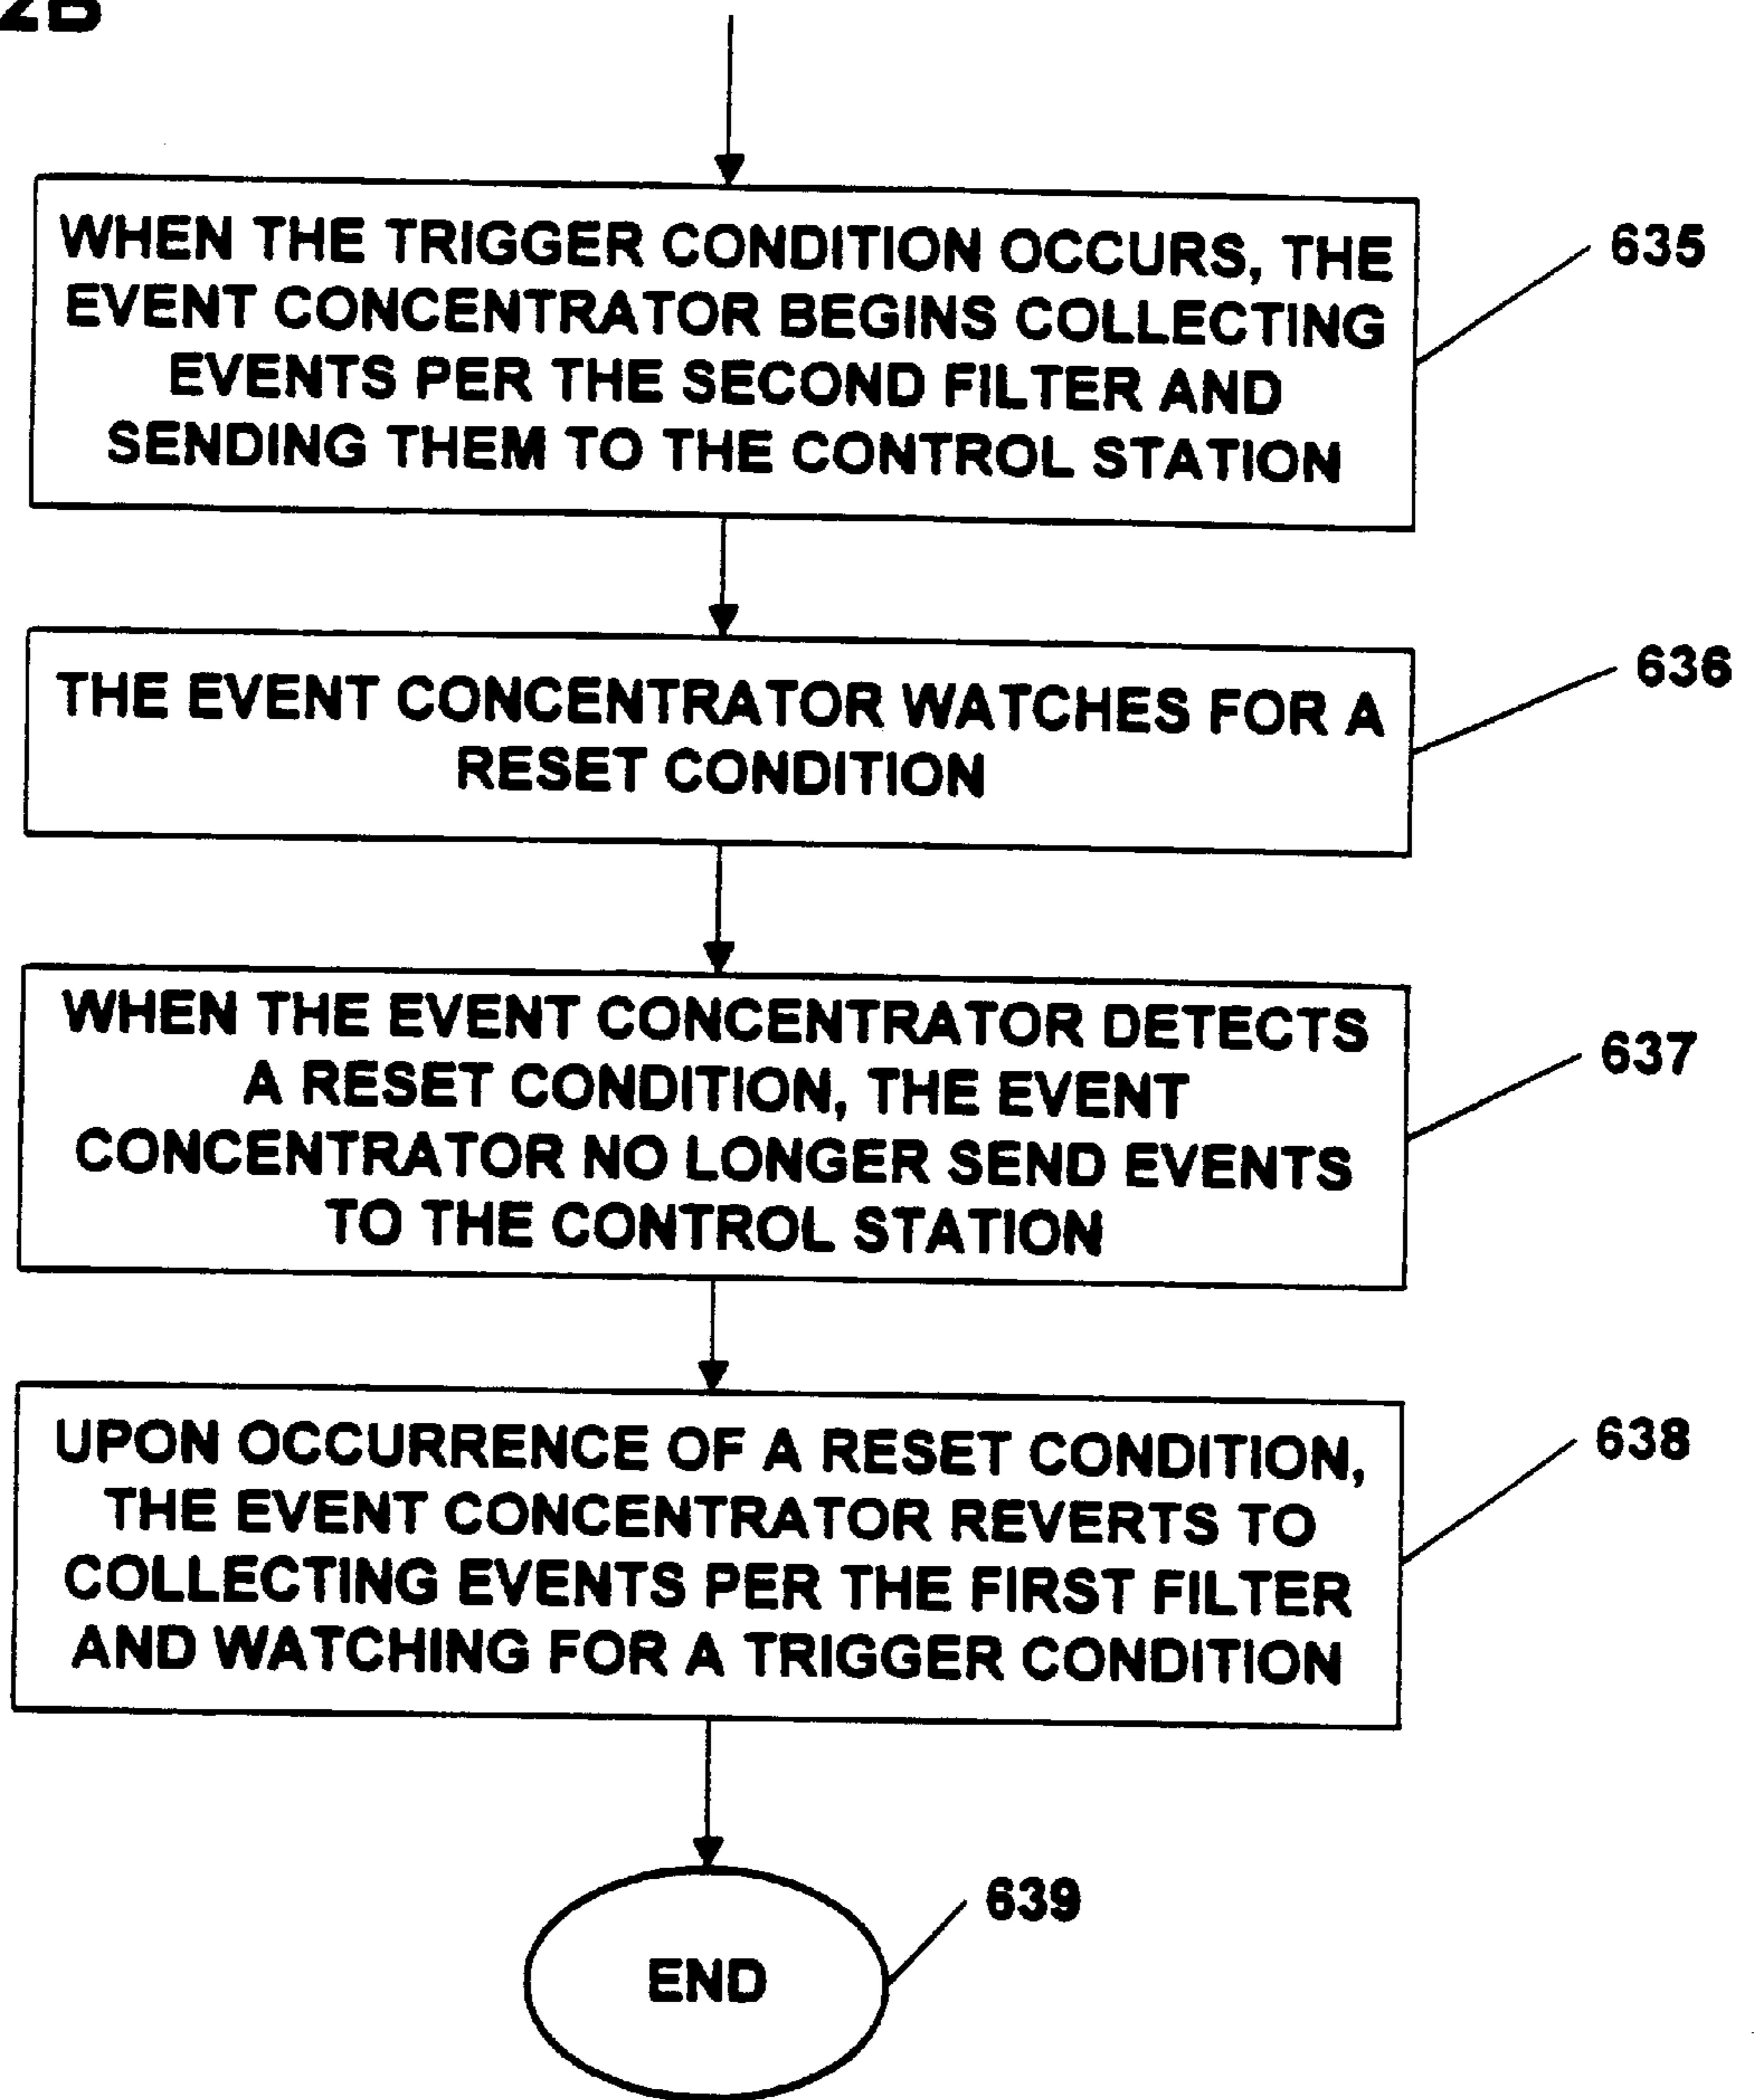 2B
WHEN THE TRIGGER CONDITION OCCURS, THE
EVENT CONCENTRATOR BEGINS COLLECTING
EVENTS PER THE SECOND FILTER AND
SENDING THEM TO THE CONTROL STATION
635
THE EVENT CONCENTRATOR WATCHES FOR A
RESET CONDITION
636
WHEN THE EVENT CONCENTRATOR DETECTS
A RESET CONDITION, THE EVENT
CONCENTRATOR NO LONGER SEND EVENTS
TO THE CONTROL STATION
637
UPON OCCURRENCE OF A RESET CONDITION,
THE EVENT CONCENTRATOR REVERTS TO
COLLECTING EVENTS PER THE FIRST FILTER
AND WATCHING FOR A TRIGGER CONDITION
638
END
639